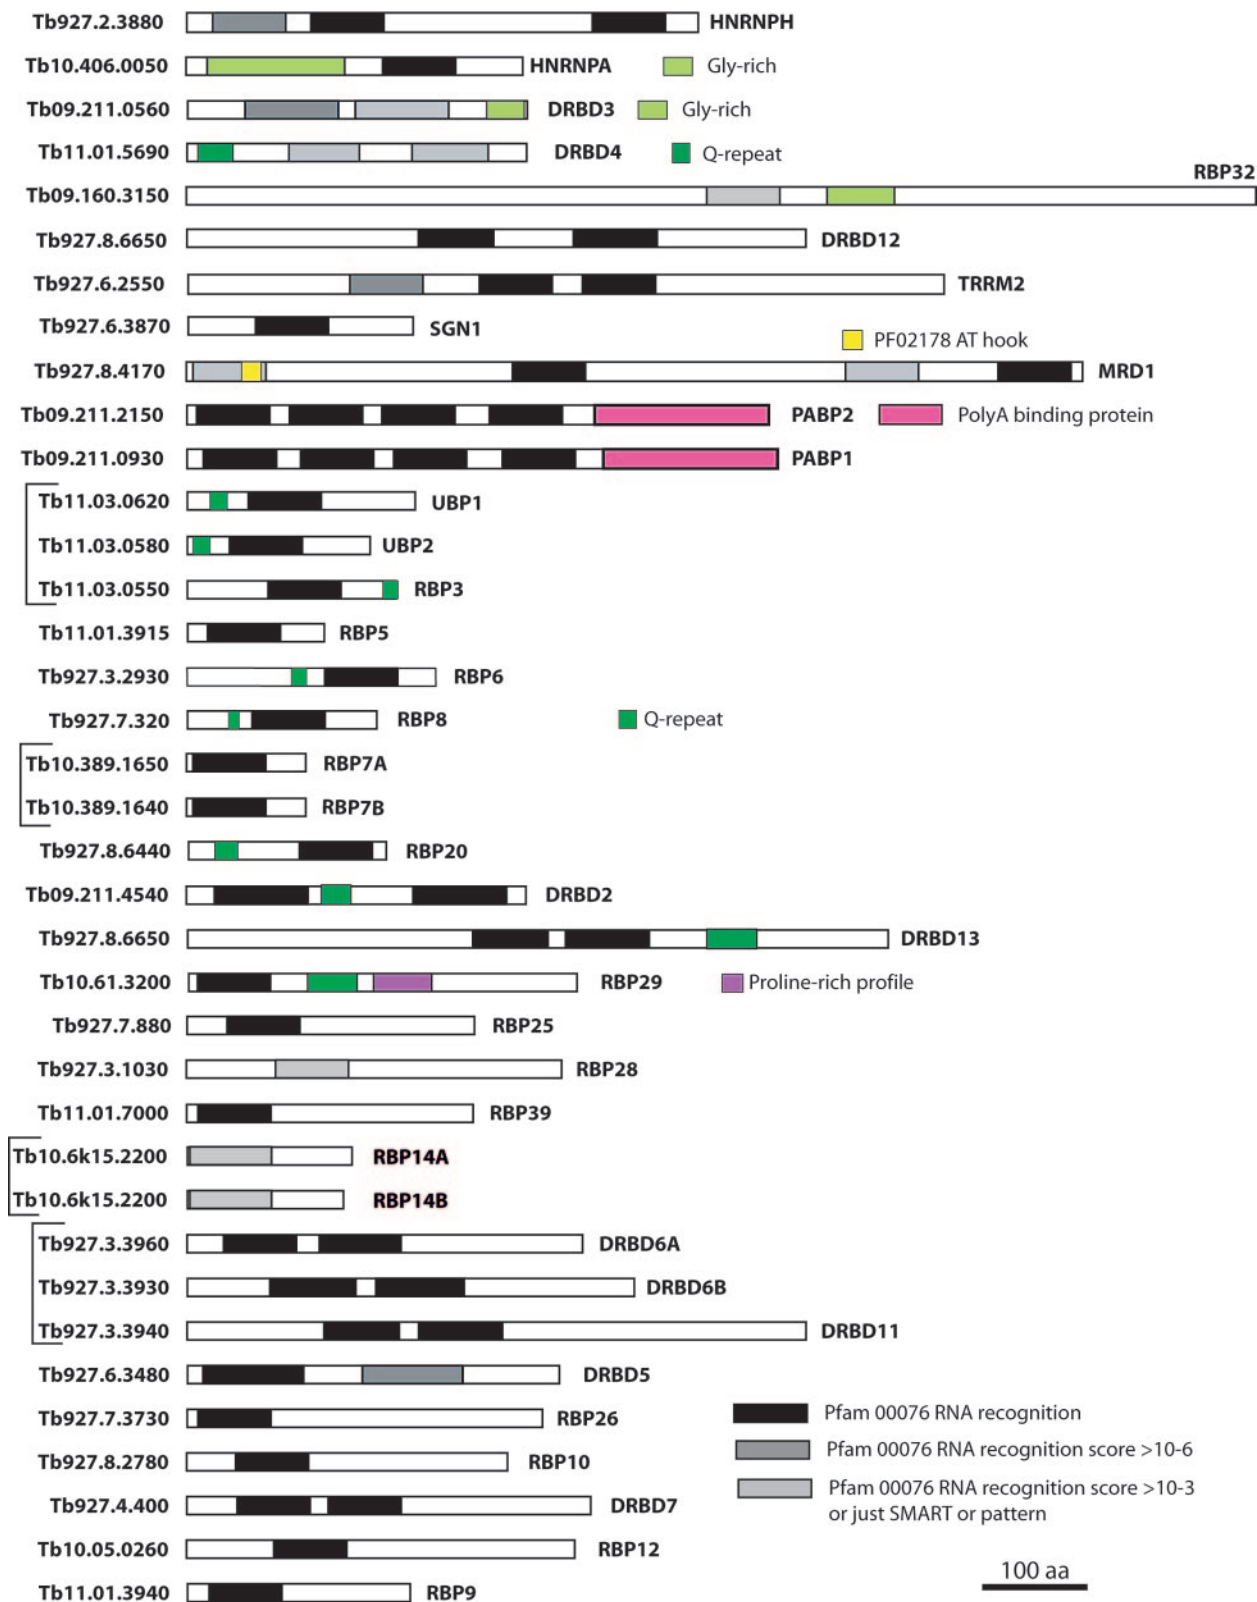 Tb927.2.3880 HNRNPH
Tb10.406.0050 HNRNPA Gly-rich
Tb09.211.0560 DRBD3 Gly-rich
Tb11.01.5690 DRBD4 Q-repeat
RBP32
Tb09.160.3150
Tb927.8.6650 DRBD12
Tb927.6.2550 TRRM2
Tb927.6.3870 SGN1
PF02178 AT hook
Tb927.8.4170 MRD1
Tb09.211.2150 PABP2 PolyA binding protein
Tb09.211.0930 PABP1
Tb11.03.0620 UBP1
Tb11.03.0580 UBP2
Tb11.03.0550 RBP3
Tb11.01.3915 RBP5
Tb927.3.2930 RBP6
Tb927.7.320 RBP8 Q-repeat
Tb10.389.1650 RBP7A
Tb10.389.1640 RBP7B
Tb927.8.6440 RBP20
Tb09.211.4540 DRBD2
Tb927.8.6650 DRBD13
Tb10.61.3200 RBP29 Proline-rich profile
Tb927.7.880 RBP25
Tb927.3.1030 RBP28
Tb11.01.7000 RBP39
Tb10.6k15.2200 RBP14A
Tb10.6k15.2200 RBP14B
Tb927.3.3960 DRBD6A
Tb927.3.3930 DRBD6B
Tb927.3.3940 DRBD11
Tb927.6.3480 DRBD5
Tb927.7.3730 RBP26
Tb927.8.2780 RBP10
Tb927.4.400 DRBD7
Tb10.05.0260 RBP12
Tb11.01.3940 RBP9
Pfam 00076 RNA recognition
Pfam 00076 RNA recognition score >10-6
Pfam 00076 RNA recognition score >10-3
or just SMART or pattern
100 aa